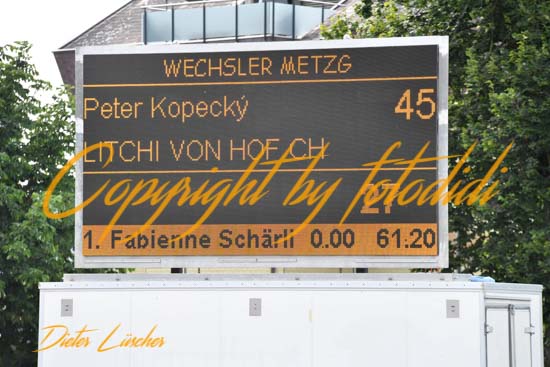 WECHSLER METZG
Peter Kopecký 45
LITCHI VON HOF CH
Copyright by fotodidi
27
1. Fabienne Schärli 0.00 61.20
Dieter Lüscher